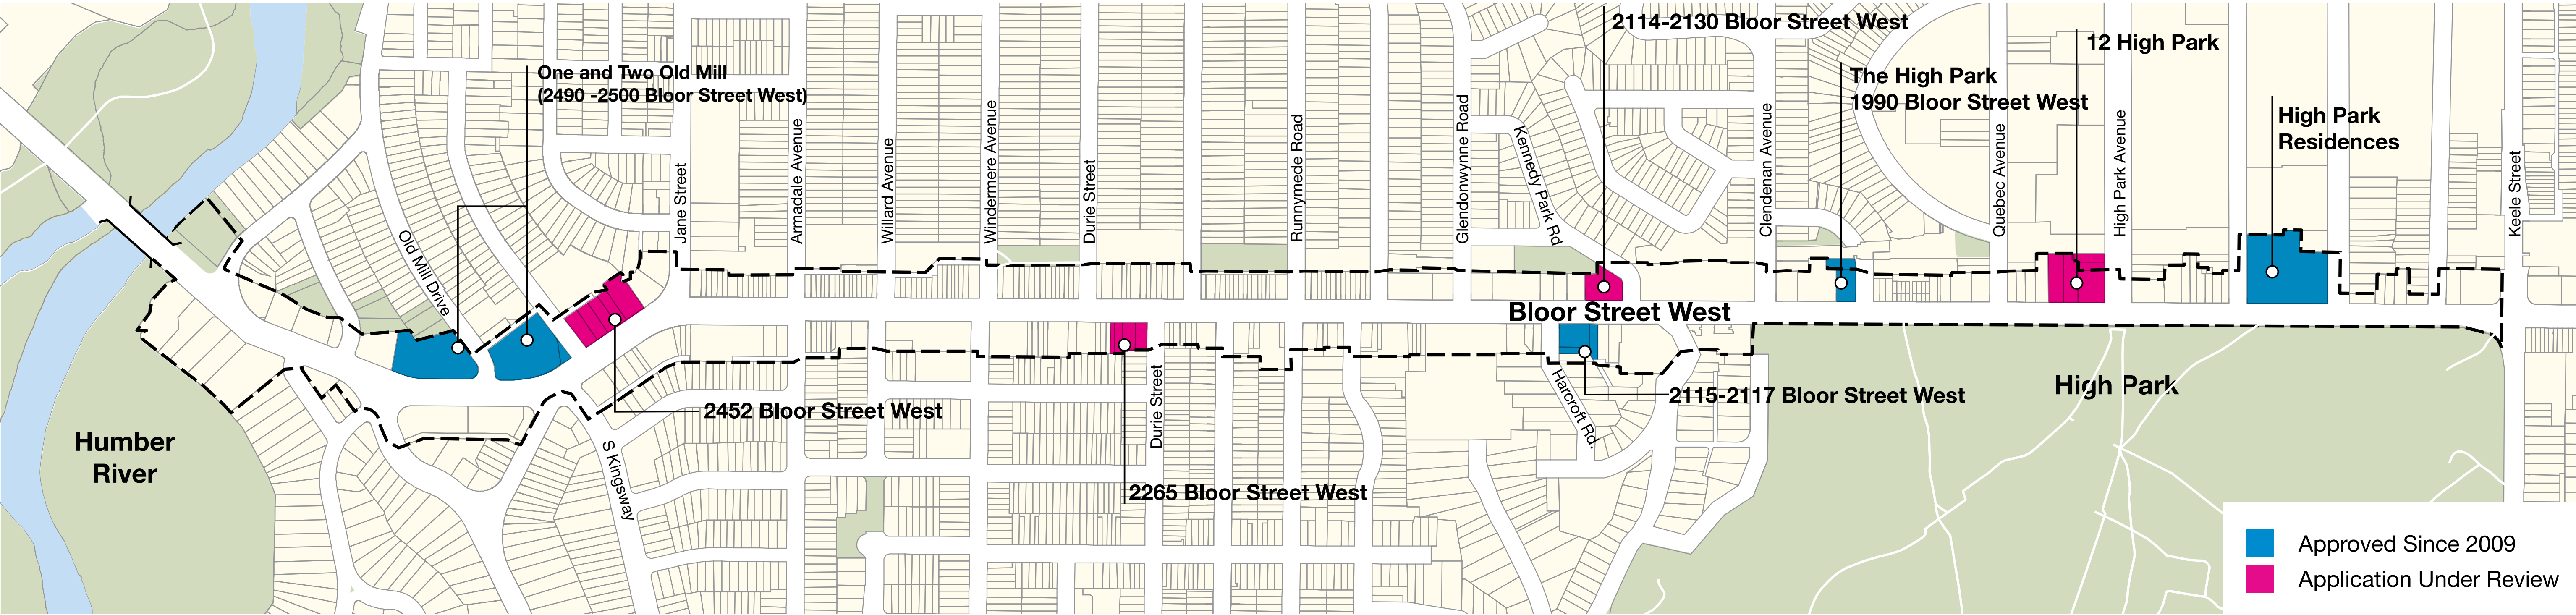 2114-2130 Bloor Street West
12 High Park
One and Two Old Mill
(2490 -2500 Bloor Street West)
The High Park
1990 Bloor Street West
High Park
Residences
Jane Street
Armadale Avenue
Willard Avenue
Windermere Avenue
Durie Street
Runnymede Road
Glendonwynne Road
Kennedy Park Rd
Clendenan Avenue
Quebec Avenue
High Park Avenue
Keele Street
Old Mill Drive
Bloor Street West
2452 Bloor Street West
Durie Street
Harcroft Rd.
2115-2117 Bloor Street West
High Park
Humber
River
S Kingsway
2265 Bloor Street West
Approved Since 2009
Application Under Review